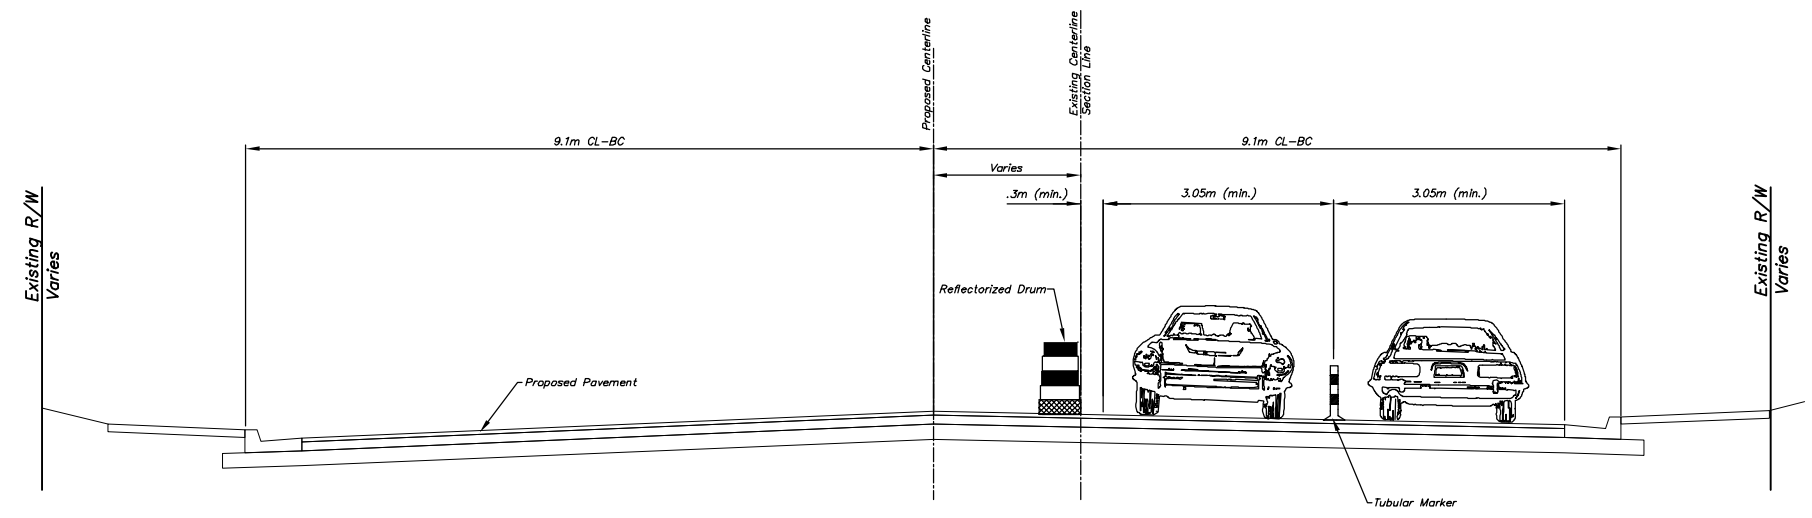 Proposed Centerline
Existing Centerline
Section Line
9.1m CL-BC
9.1m CL-BC
Varies
.3m (min.)
3.05m (min.)
3.05m (min.)
Existing R/W
Varies
Existing R/W
Varies
Reflectorized Drum
Proposed Pavement
Tubular Marker